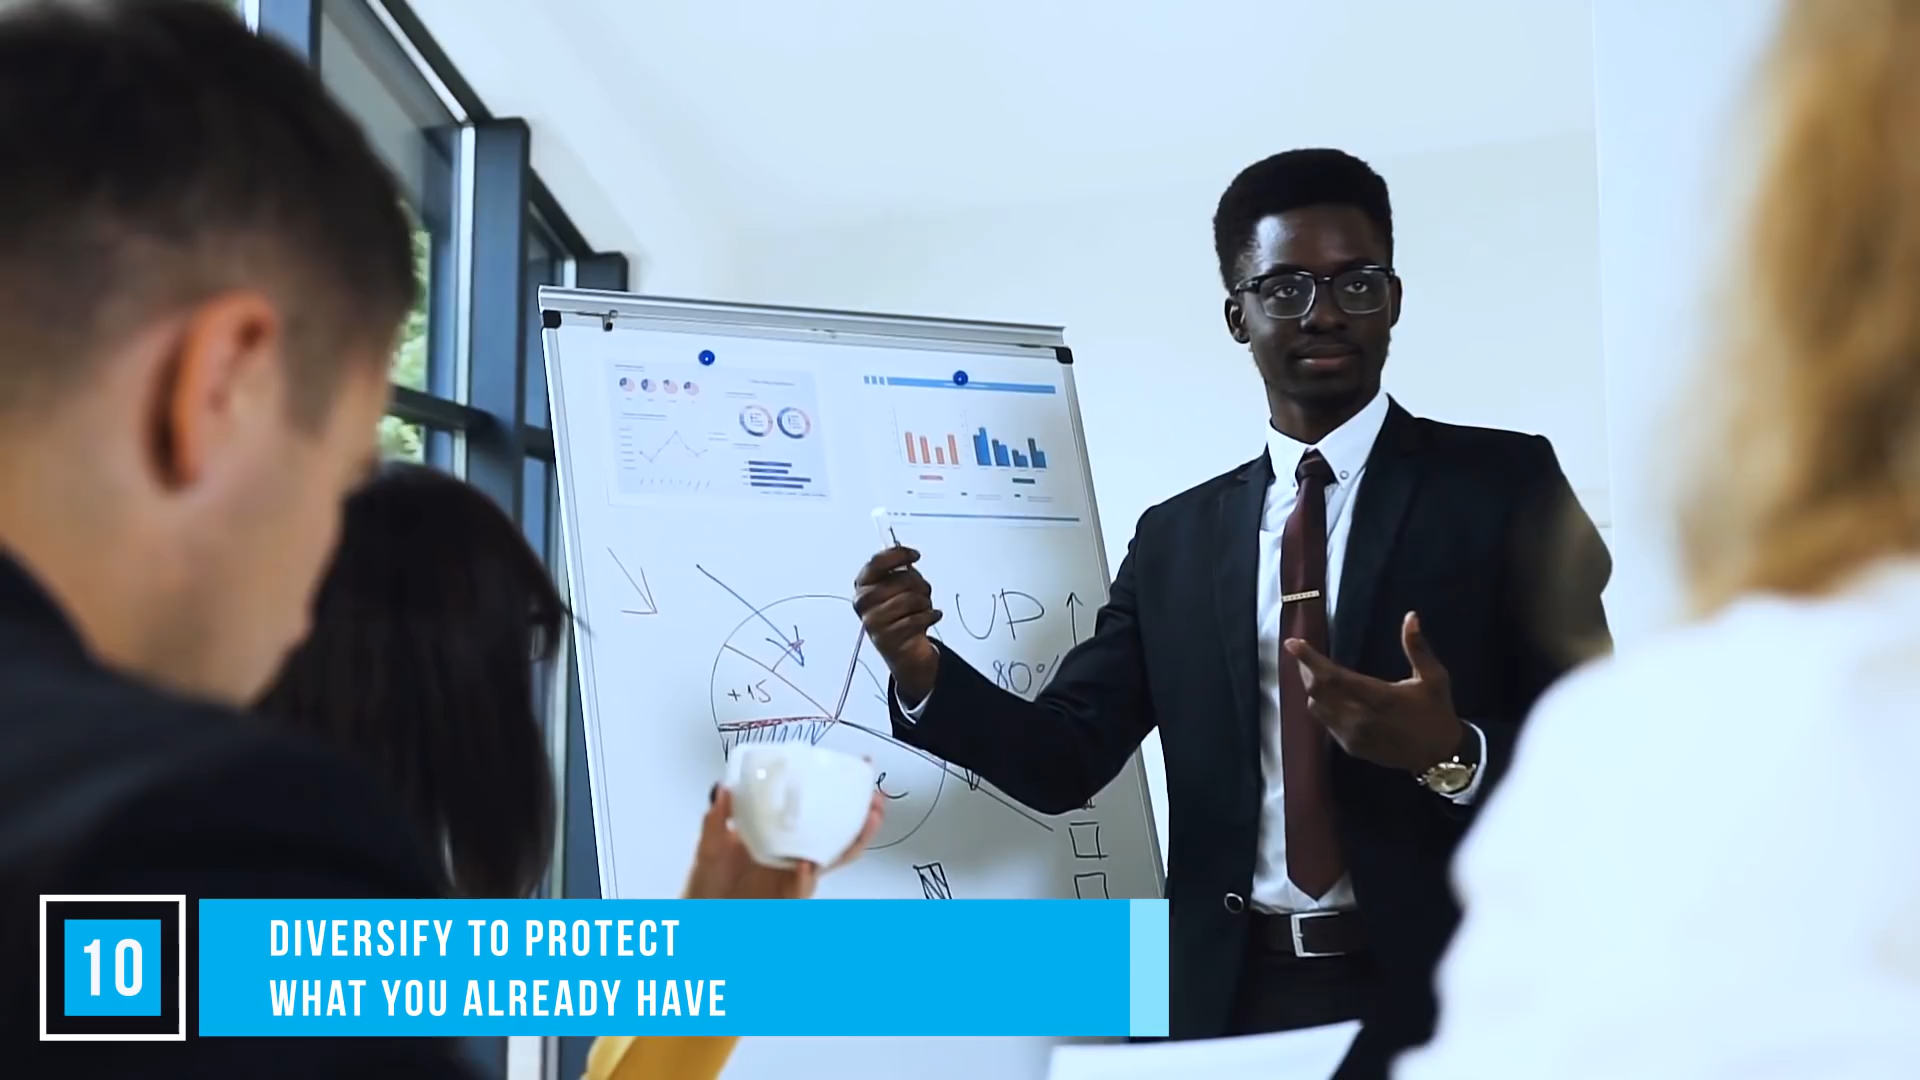 UP
80%
+15
10
DIVERSIFY TO PROTECT
WHAT YOU ALREADY HAVE